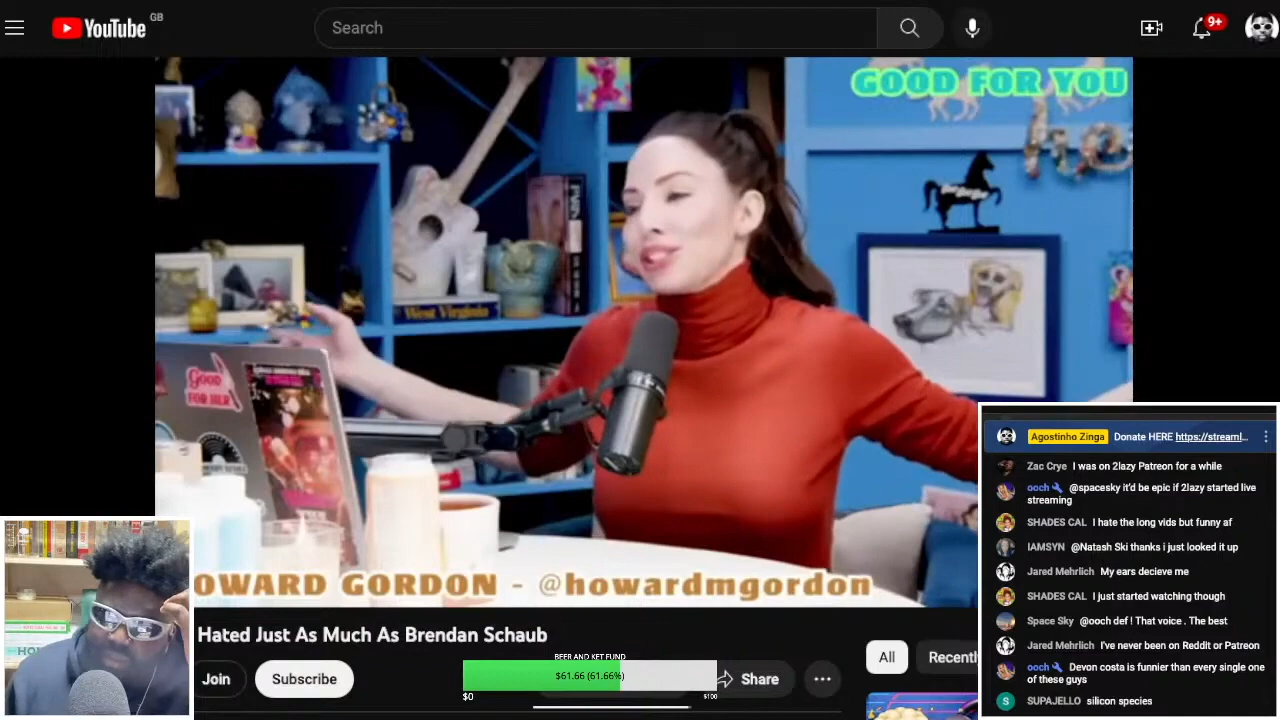 YouTube GB
Search
9+
GOOD FOR YOU
West Virginia
GOOD
FOR HER
OWARD GORDON - @howardmgordon
Hated Just As Much As Brendan Schaub
Join
Subscribe
BEER AND KET FUND
$61.66 (61.66%)
$0
$100
Share
All
Recentl
Agostinho Zinga Donate HERE https://streaml...
Zac Crye I was on 2lazy Patreon for a while
ooch @spacesky it'd be epic if 2lazy started live
streaming
SHADES CAL I hate the long vids but funny af
IAMSYN @Natash Ski thanks i just looked it up
Jared Mehrlich My ears decieve me
SHADES CAL I just started watching though
Space Sky @ooch def ! That voice . The best
Jared Mehrlich I've never been on Reddit or Patreon
ooch Devon costa is funnier than every single one
of these guys
S SUPAJELLO silicon species